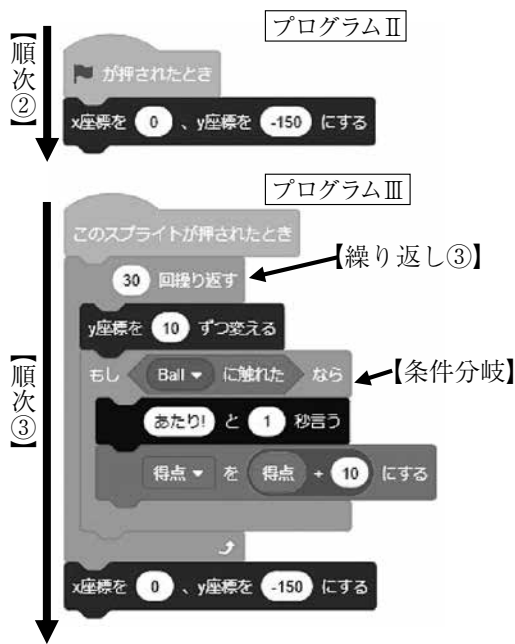 プログラムⅡ
【順次②】
が押されたとき
x座標を 0 、y座標を -150 にする
プログラムⅢ
【順次③】
このスプライトが押されたとき
30 回繰り返す
【繰り返し③】
y座標を 10 ずつ変える
もし Ball に触れた なら
【条件分岐】
あたり! と 1 秒言う
得点 を 得点 + 10 にする
x座標を 0 、y座標を -150 にする